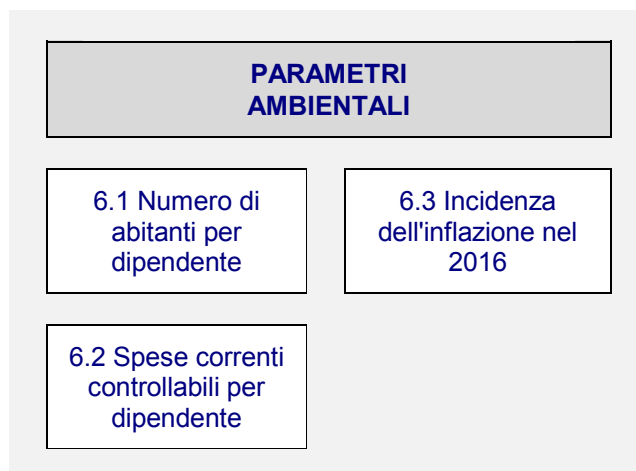 PARAMETRI
AMBIENTALI
6.1 Numero di
abitanti per
dipendente
6.3 Incidenza
dell'inflazione nel
2016
6.2 Spese correnti
controllabili per
dipendente